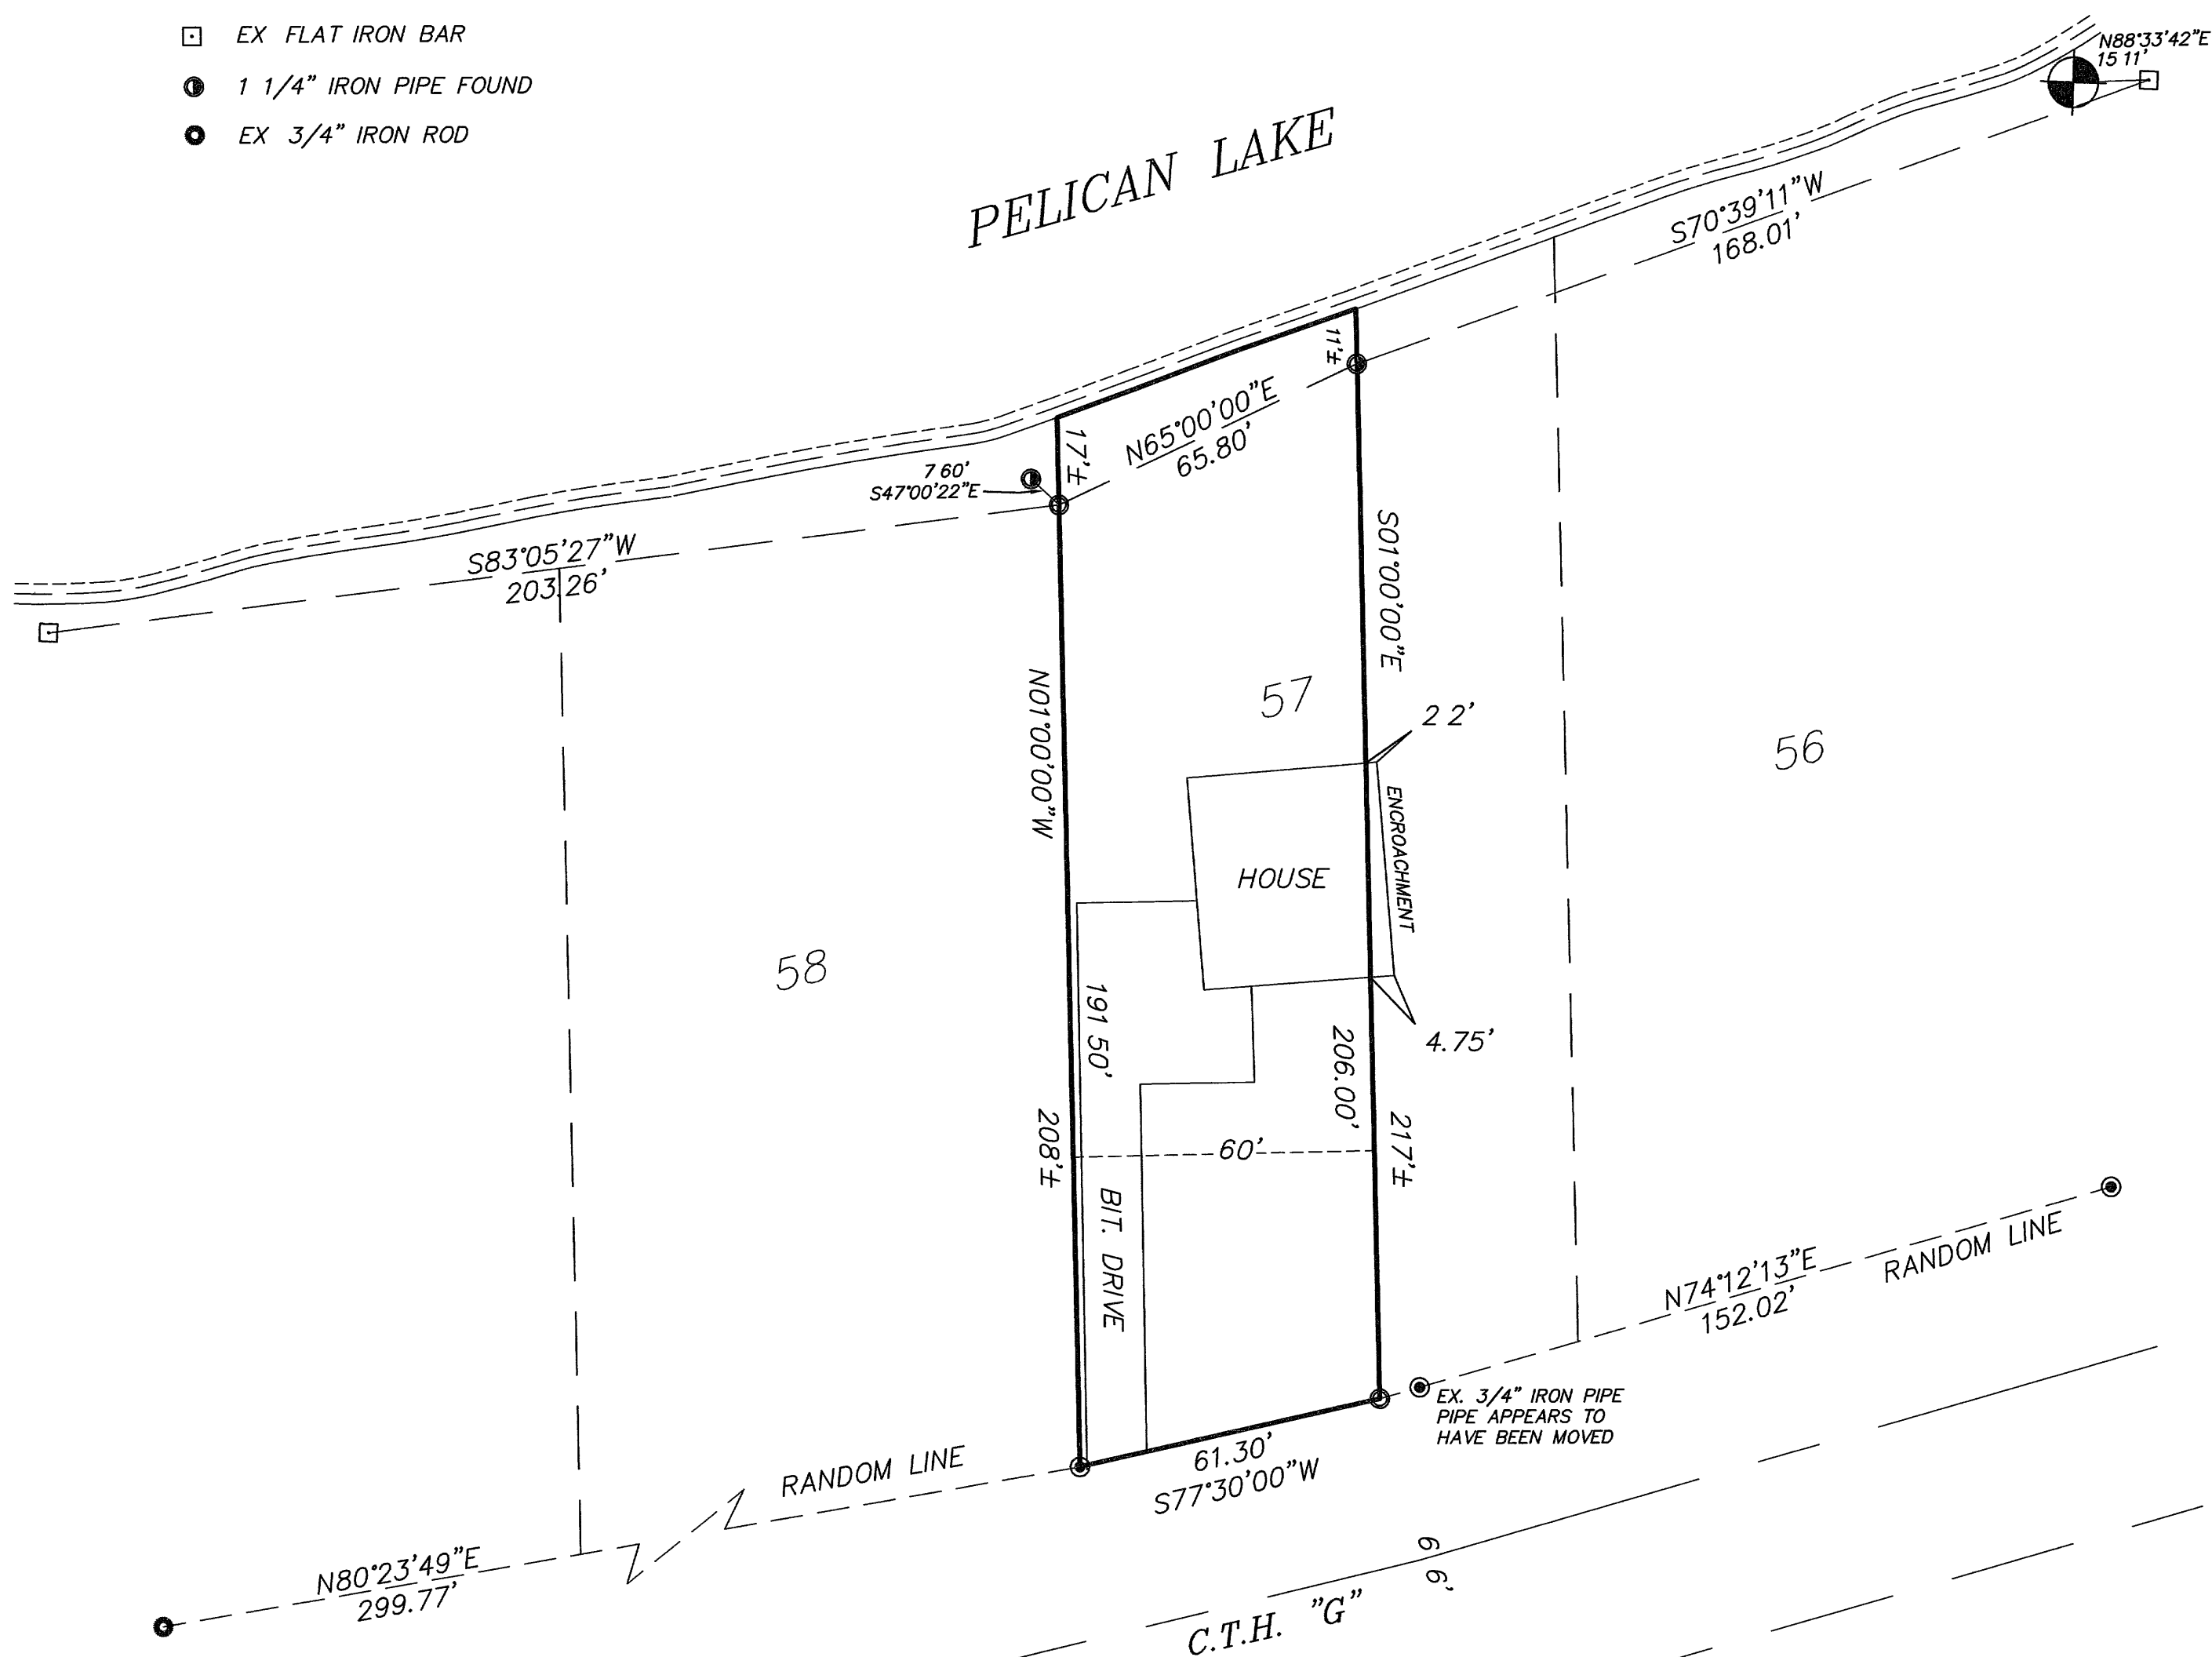 EX FLAT IRON BAR
1 1/4" IRON PIPE FOUND
EX 3/4" IRON ROD
N88°33'42"E
15 11'
PELICAN LAKE
S70°39'11"W
168.01'
11'±
N65°00'00"E
65.80'
17'±
7 60'
S47°00'22"E
S83°05'27"W
203.26'
S01°00'00"E
N01°00'00"W
57
2 2'
56
ENCROACHMENT
HOUSE
58
191 50'
4.75'
206.00'
208'±
217'±
60'
BIT. DRIVE
RANDOM LINE
N74°12'13"E
152.02'
EX. 3/4" IRON PIPE
PIPE APPEARS TO
HAVE BEEN MOVED
61.30'
S77°30'00"W
RANDOM LINE
N80°23'49"E
299.77'
6 6'
C.T.H. "G"